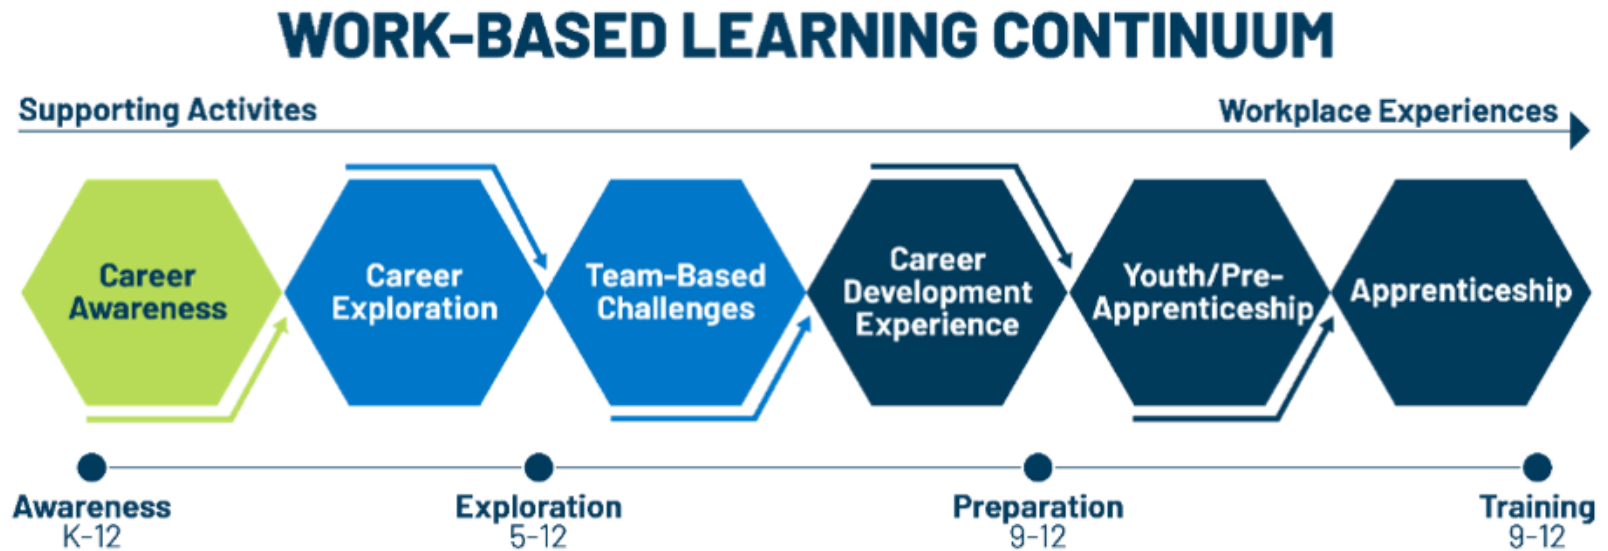 WORK-BASED LEARNING CONTINUUM
Supporting Activites
Workplace Experiences
Career
Awareness
Career
Exploration
Team-Based
Challenges
Career
Development
Experience
Youth/Pre-
Apprenticeship
Apprenticeship
Awareness
K-12
Exploration
5-12
Preparation
9-12
Training
9-12